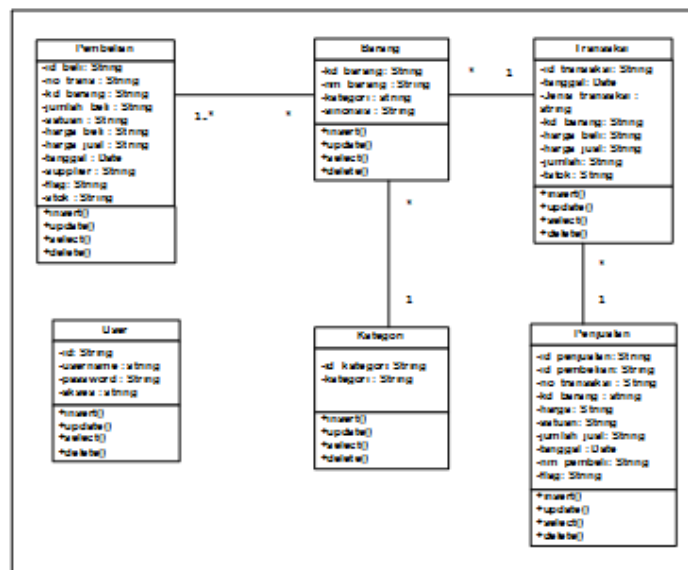 Pembelian
-id beli: String
-no trans : String
-kd barang : String
-jumlah beli : String
-satuan : String
-harga beli : String
-harga jual : String
-tanggal : Date
-supplier : String
-flag: String
-stok : String
+insert()
+update()
+select()
+delete()
1..*
*
Barang
-kd barang: String
-nm barang : String
-kategori: string
: String
+insert()
+update()
+select()
+delete()
*
1
Transaksi
-id transaksi: String
-tanggal: Date
-Jenis transaksi :
string
-kd barang: String
-harga beli: String
-harga jual: String
-jumlah: String
: String
+insert()
+update()
+select()
+delete()
*
1
*
1
User
-id: String
-username : string
-password : String
-akses : string
+insert()
+update()
+select()
+delete()
Kategori
-id kategori: String
-kategori : String
+insert()
+update()
+select()
+delete()
Penjualan
-id penjualan: String
-id pembelian: String
-no transaksi : String
-kd barang : string
-harga : String
-satuan: String
-jumlah jual: String
-tanggal : Date
-nm pembeli: String
-flag: String
+insert()
+update()
+select()
+delete()